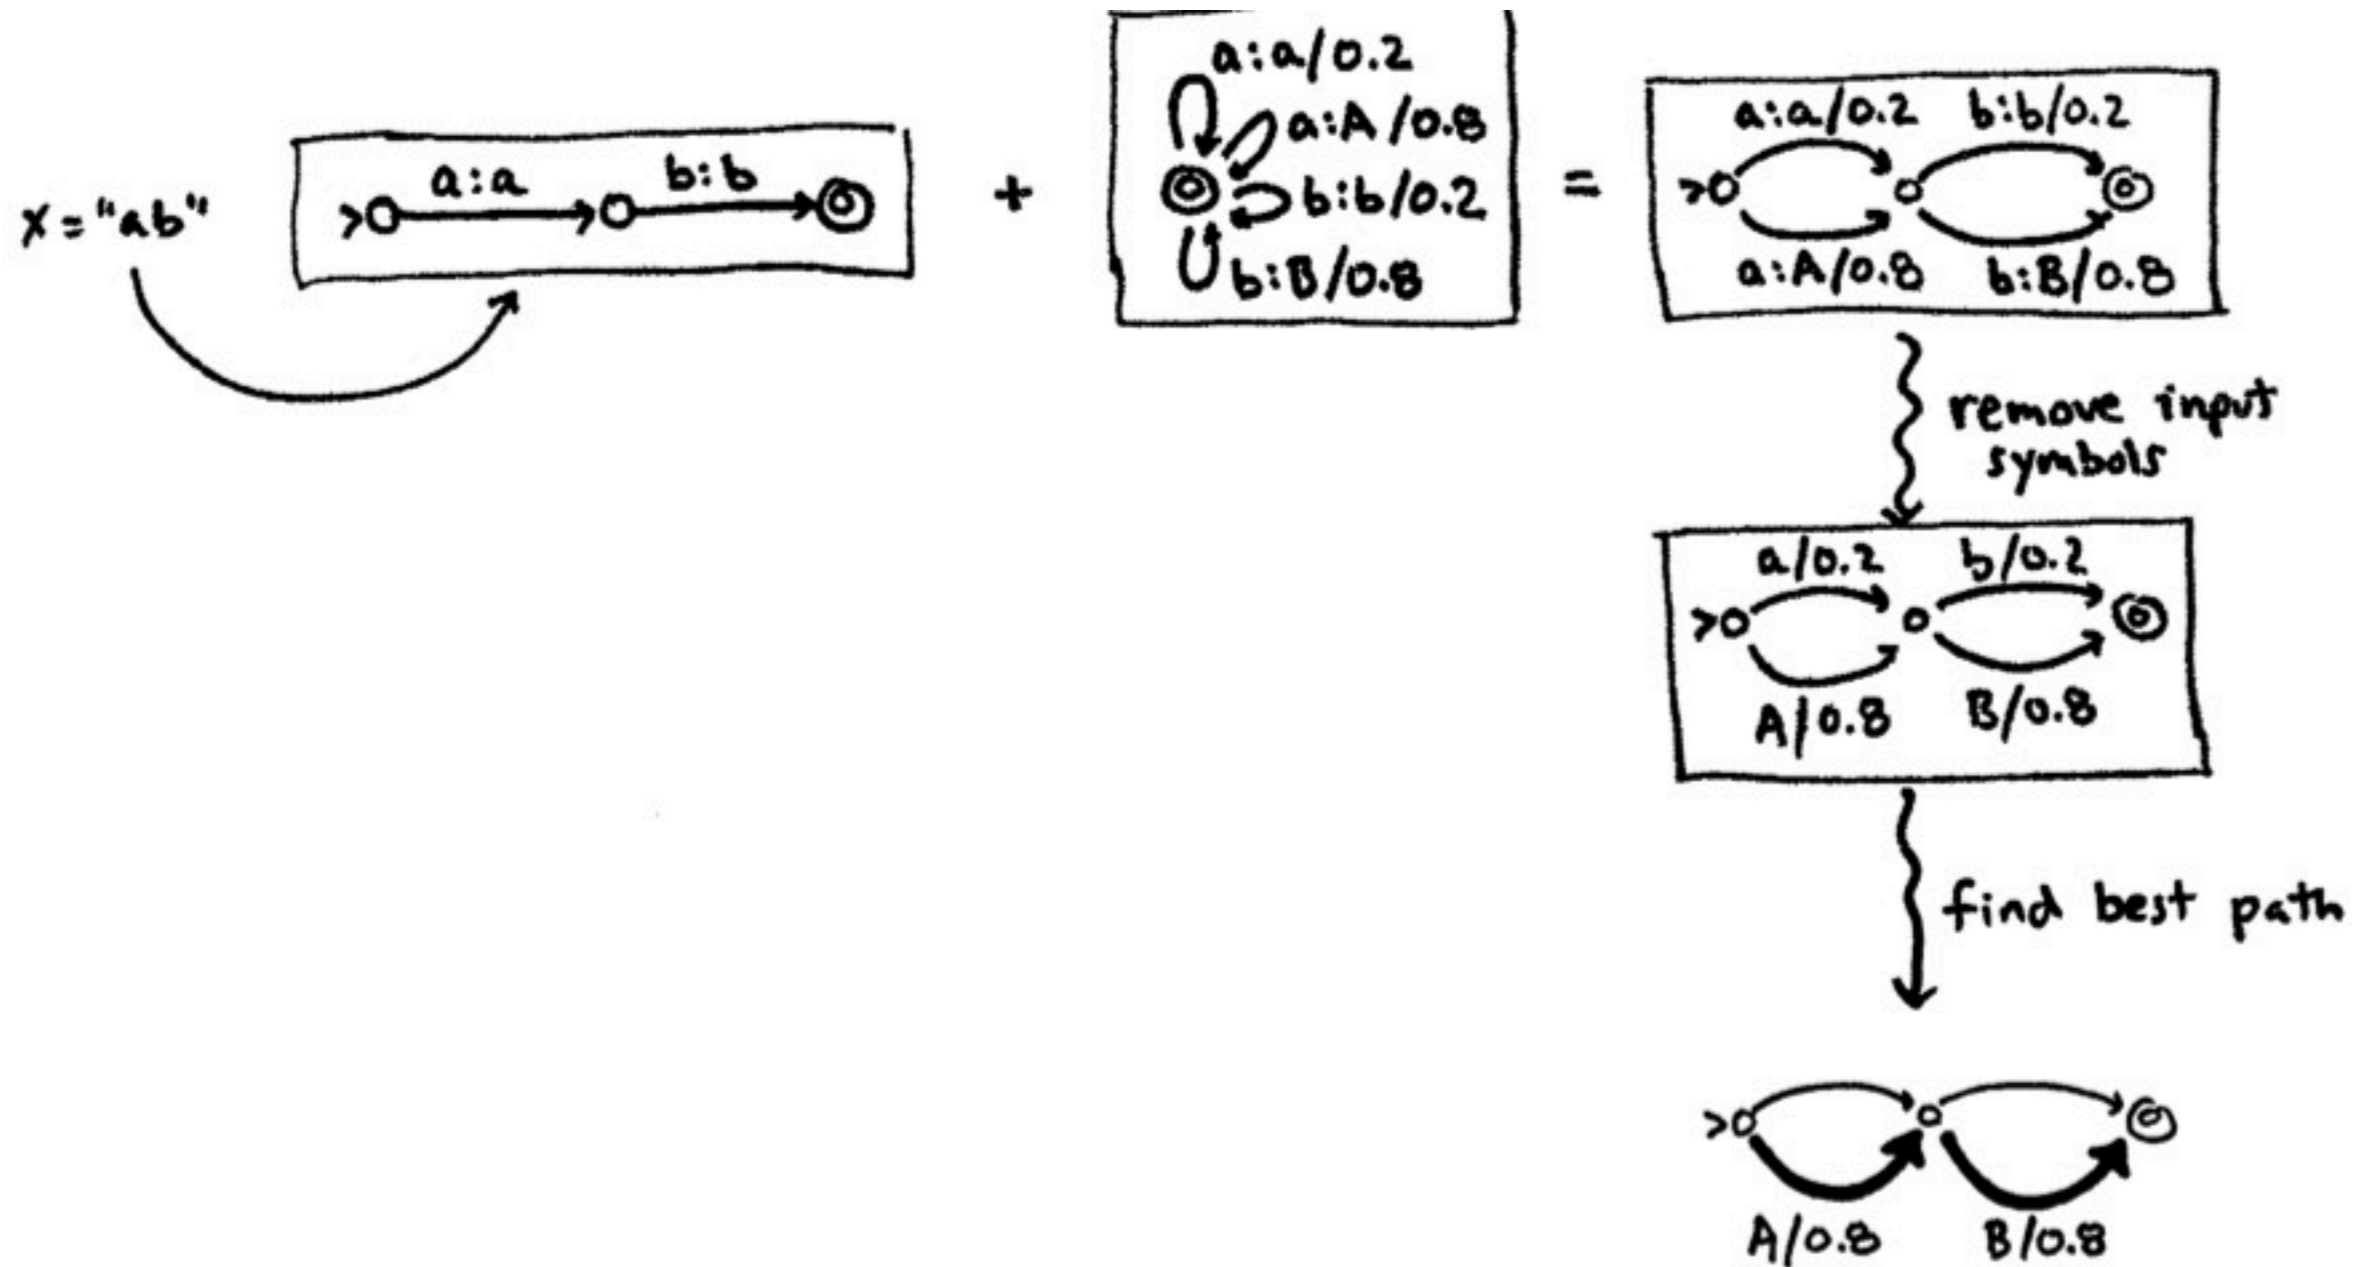 x="ab"
a:a
b:b
+
a:a/0.2
a:A/0.8
b:b/0.2
b:B/0.8
=
a:a/0.2
b:b/0.2
a:A/0.8
b:B/0.8
remove input
symbols
a/0.2
b/0.2
A/0.8
B/0.8
find best path
A/0.8
B/0.8